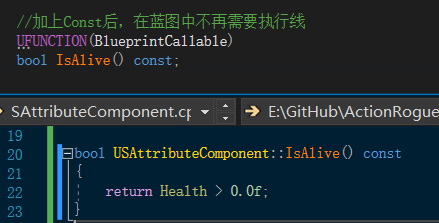 //加上Const后，在蓝图中不再需要执行线
UFUNCTION(BlueprintCallable)
bool IsAlive() const;
SAttributeComponent.cp
E:\GitHub\ActionRogue
19
20 bool USAttributeComponent::IsAlive() const
21 {
22 return Health > 0.0f;
23 }